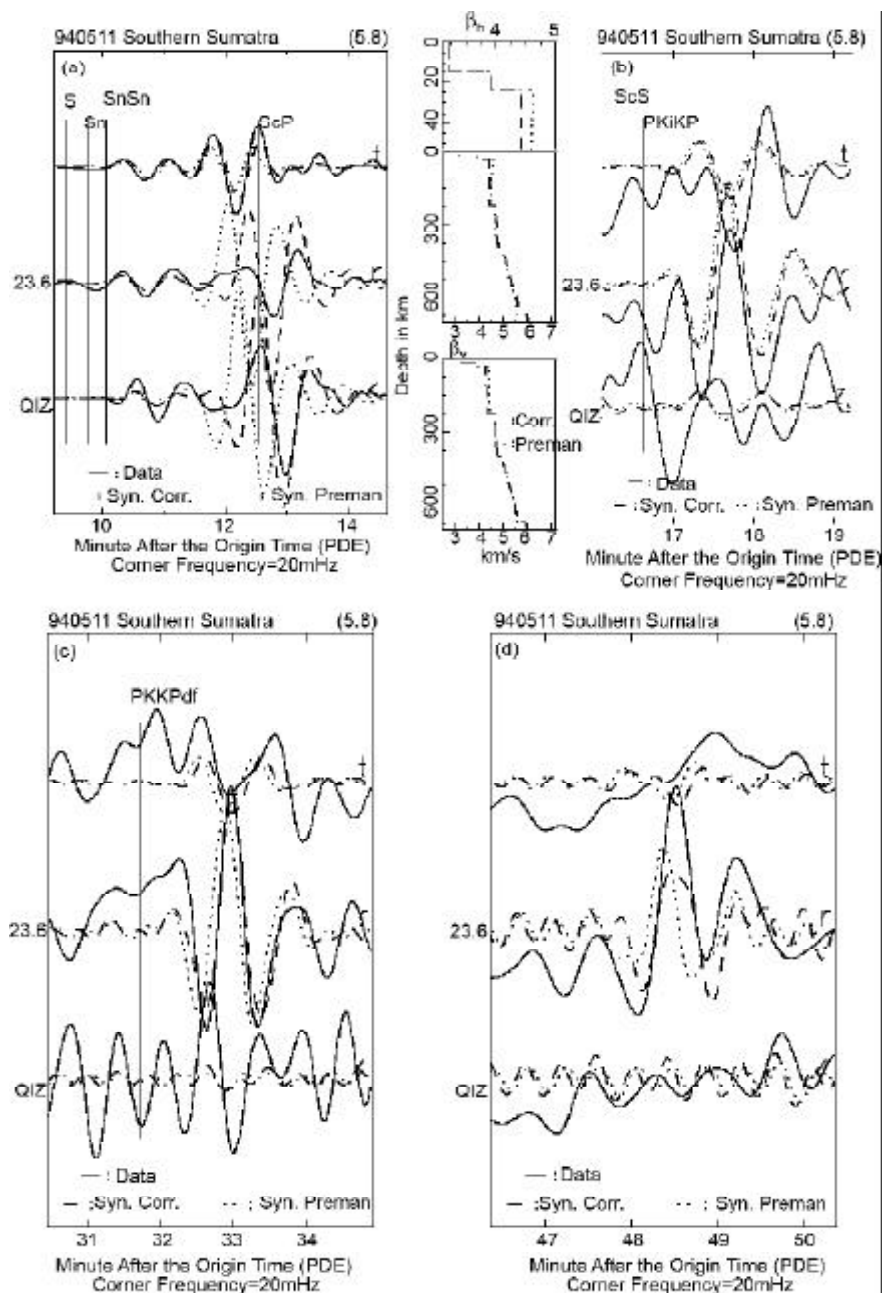 940511 Southern Sumatra (5.8)
(a)
S
Sn
SnSn
ScP
t
23.6
r
QIZ
z
— : Data
: Syn. Corr. : Syn. Preman
10 12 13 14
Minute After the Origin Time (PDE)
Corner Frequency=20mHz
βh 4 5
0
20
40
0
300
600
3 4 5 6 7
Depth in km
βv
0
300
600
:Corr.
:Preman
3 4 5 6 7
km/s
940511 Southern Sumatra (5.8)
(b)
ScS
PKiKP
t
23.6
r
QIZ
z
— : Data
– – :Syn. Corr. · · · : Syn. Preman
17 18 19
Minute After the Origin Time (PDE)
Corner Frequency=20mHz
940511 Southern Sumatra (5.8)
(c)
PKKPdf
t
23.6
r
QIZ
z
— : Data
– – :Syn. Corr. · · · : Syn. Preman
31 32 33 34
Minute After the Origin Time (PDE)
Corner Frequency=20mHz
940511 Southern Sumatra (5.8)
(d)
t
23.6
r
QIZ
z
— : Data
– – :Syn. Corr. · · · : Syn. Preman
47 48 49 50
Minute After the Origin Time (PDE)
Corner Frequency=20mHz